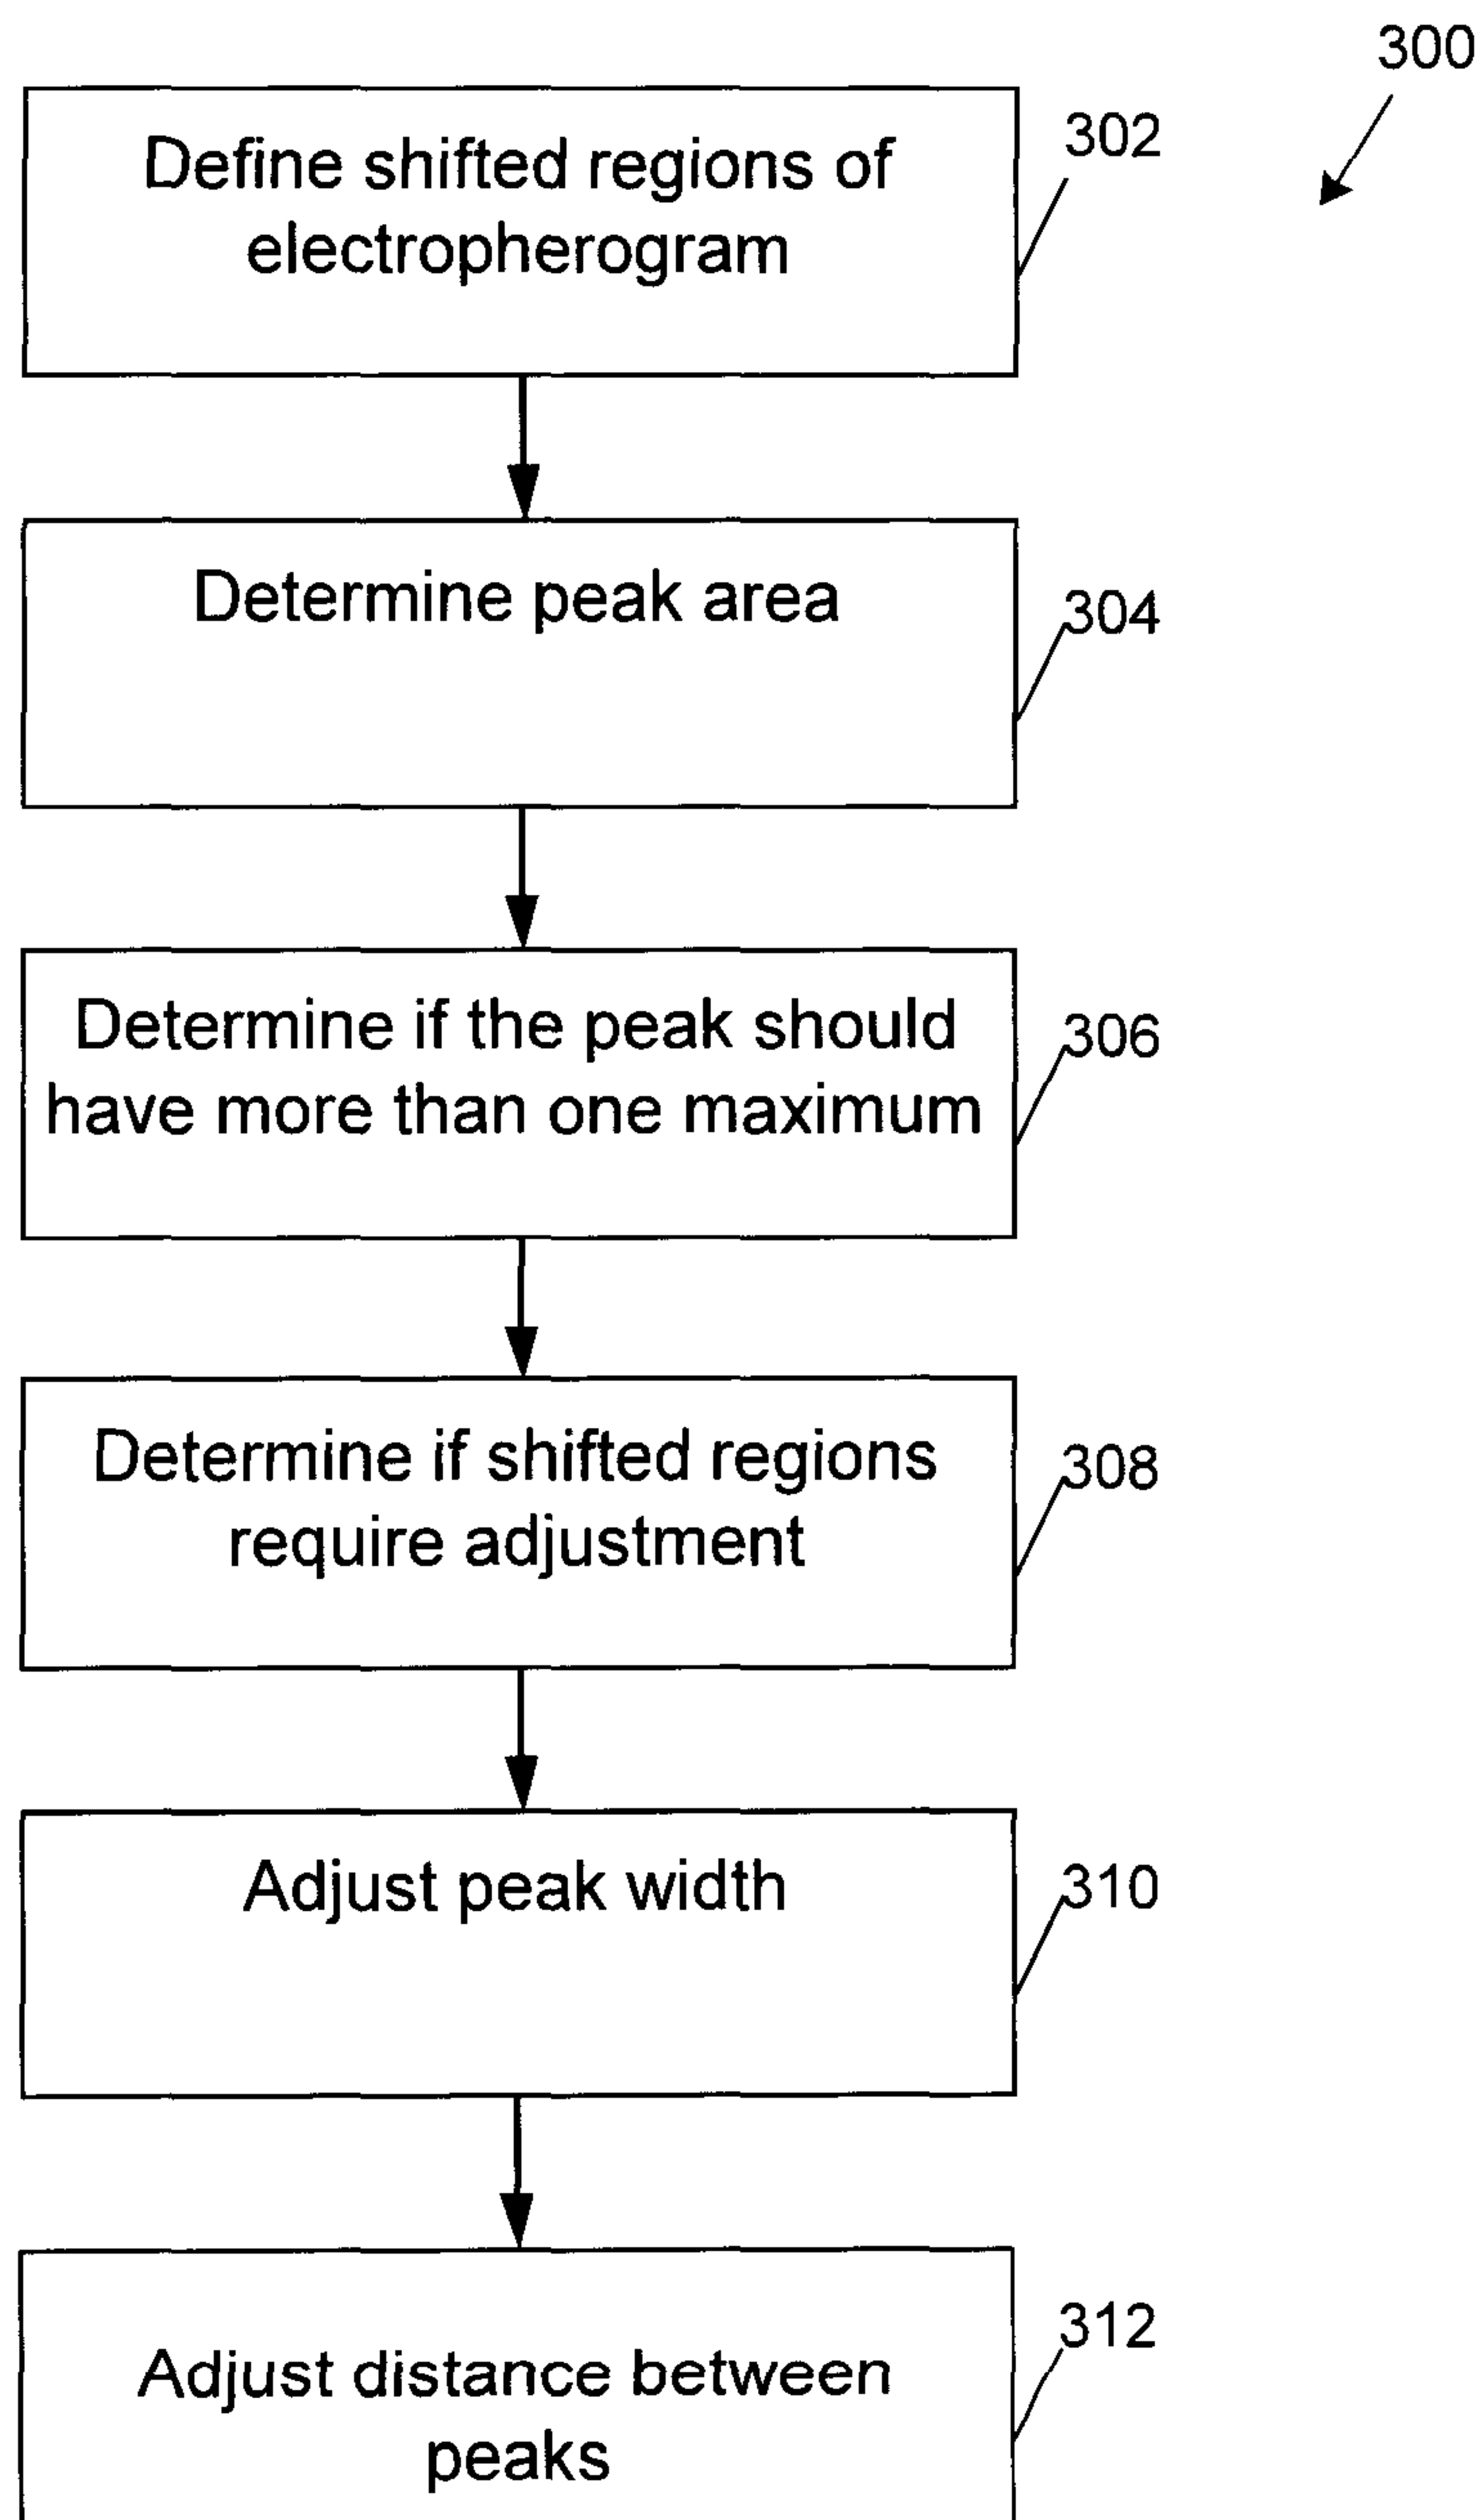 300
Define shifted regions of
electropherogram
302
Determine peak area
304
Determine if the peak should
have more than one maximum
306
Determine if shifted regions
require adjustment
308
Adjust peak width
310
Adjust distance between
peaks
312